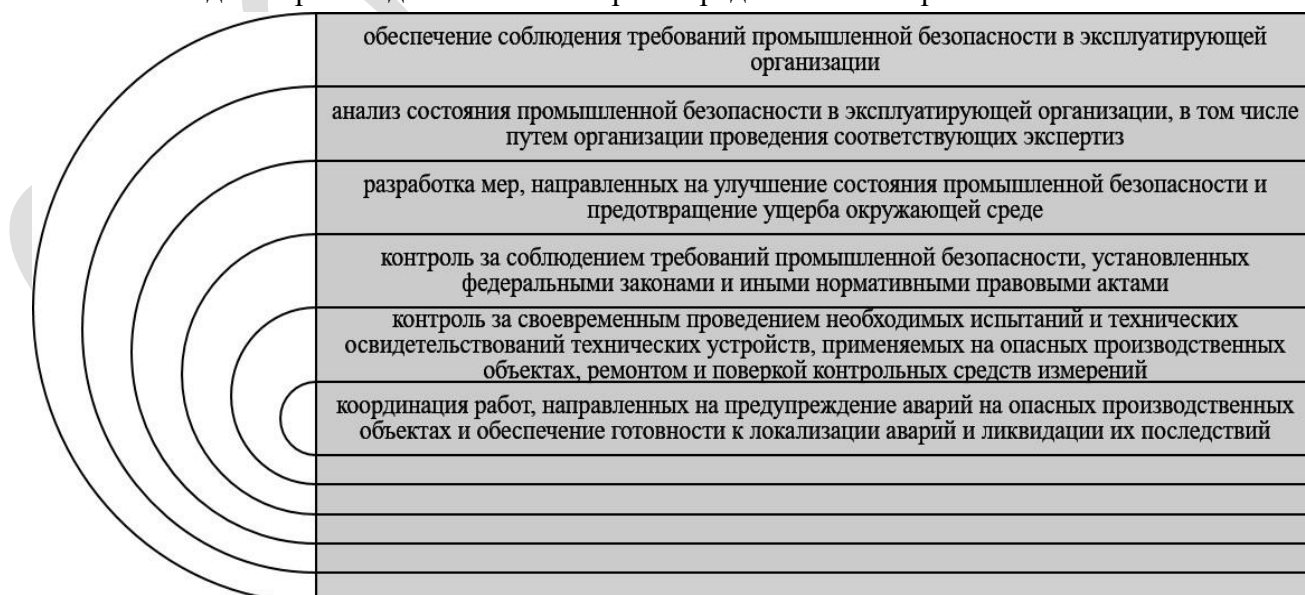 обеспечение соблюдения требований промышленной безопасности в эксплуатирующей
организации
анализ состояния промышленной безопасности в эксплуатирующей организации, в том числе
путем организации проведения соответствующих экспертиз
разработка мер, направленных на улучшение состояния промышленной безопасности и
предотвращение ущерба окружающей среде
контроль за соблюдением требований промышленной безопасности, установленных
федеральными законами и иными нормативными правовыми актами
контроль за своевременным проведением необходимых испытаний и технических
освидетельствований технических устройств, применяемых на опасных производственных
объектах, ремонтом и поверкой контрольных средств измерений
координация работ, направленных на предупреждение аварий на опасных производственных
объектах и обеспечение готовности к локализации аварий и ликвидации их последствий